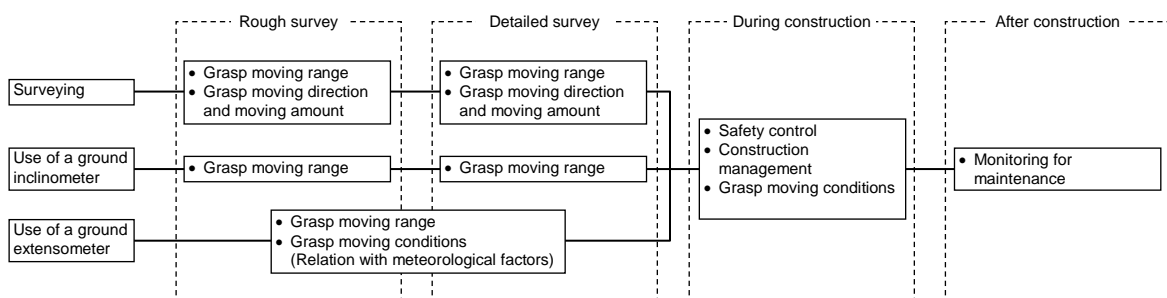 Rough survey
Detailed survey
During construction
After construction
Surveying
• Grasp moving range
• Grasp moving direction
and moving amount
• Grasp moving range
• Grasp moving direction
and moving amount
Use of a ground
inclinometer
• Grasp moving range
• Grasp moving range
Use of a ground
extensometer
• Grasp moving range
• Grasp moving conditions
(Relation with meteorological factors)
• Safety control
• Construction
management
• Grasp moving conditions
• Monitoring for
maintenance